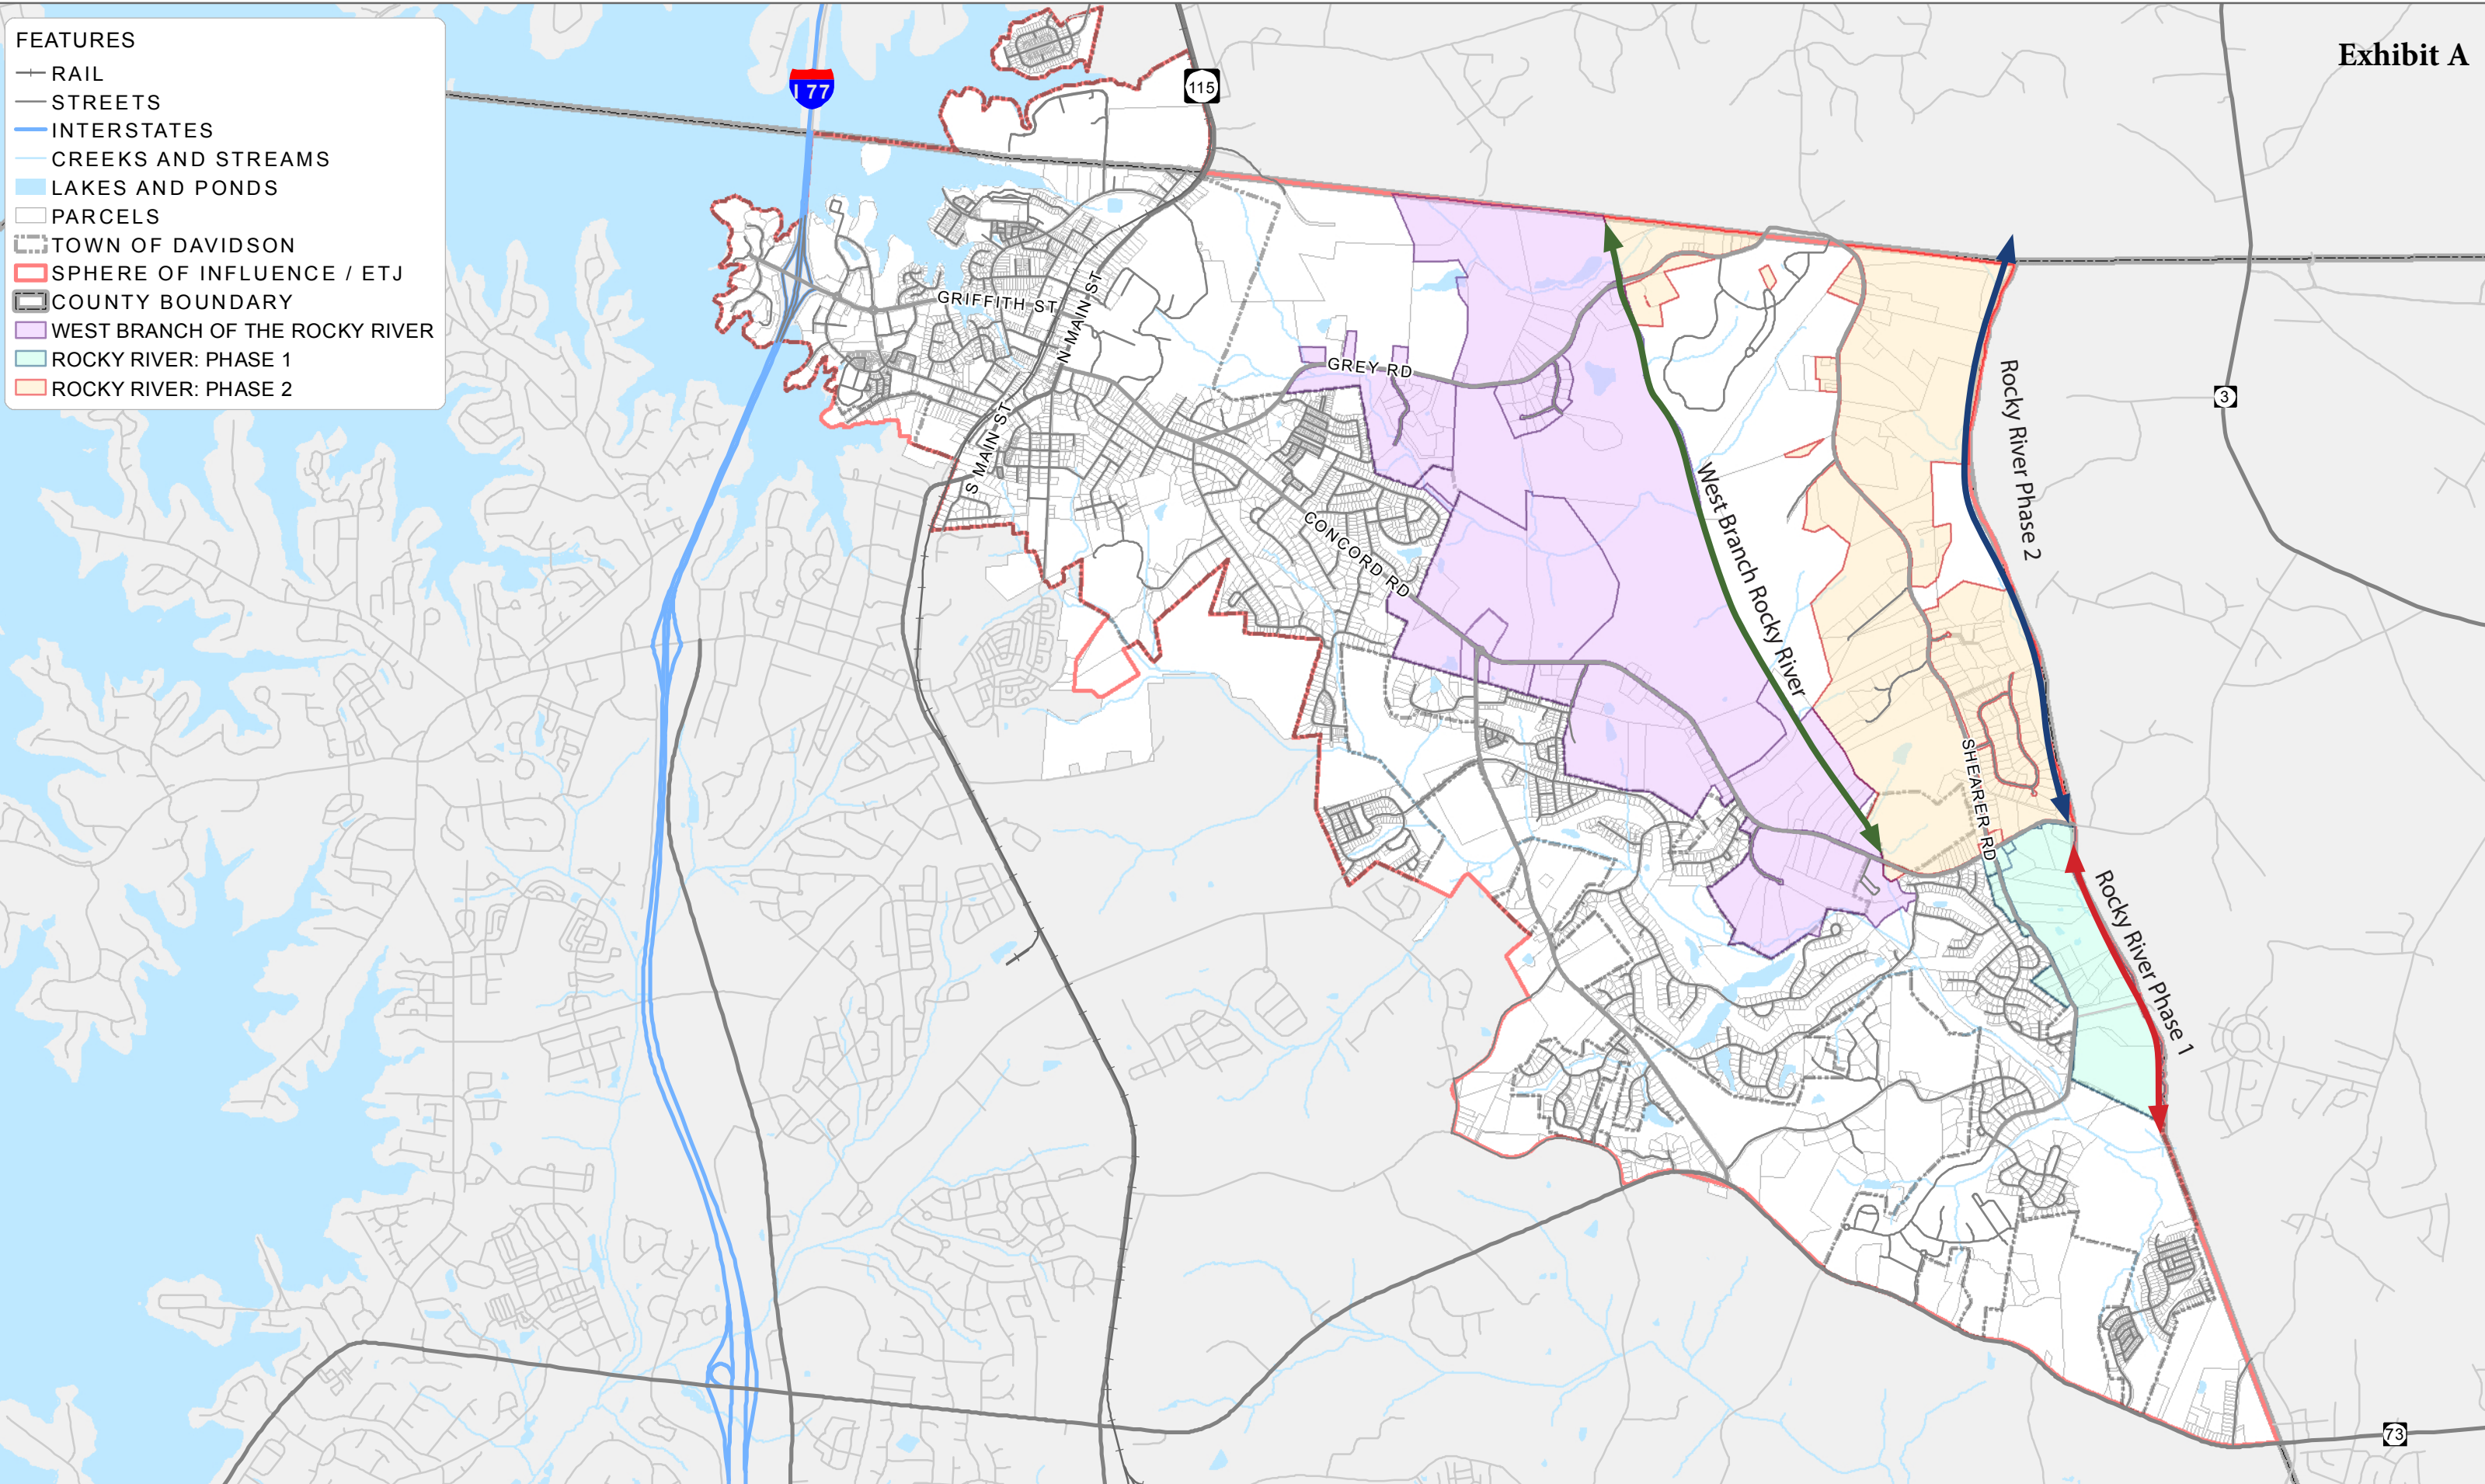 FEATURES
RAIL
STREETS
INTERSTATES
CREEKS AND STREAMS
LAKES AND PONDS
PARCELS
TOWN OF DAVIDSON
SPHERE OF INFLUENCE / ETJ
COUNTY BOUNDARY
WEST BRANCH OF THE ROCKY RIVER
ROCKY RIVER: PHASE 1
ROCKY RIVER: PHASE 2
Exhibit A
I 77
115
GRIFFITH ST
N MAIN ST
S MAIN ST
GREY RD
CONCORD RD
3
Rocky River Phase 2
West Branch Rocky River
SHEARER RD
Rocky River Phase 1
73